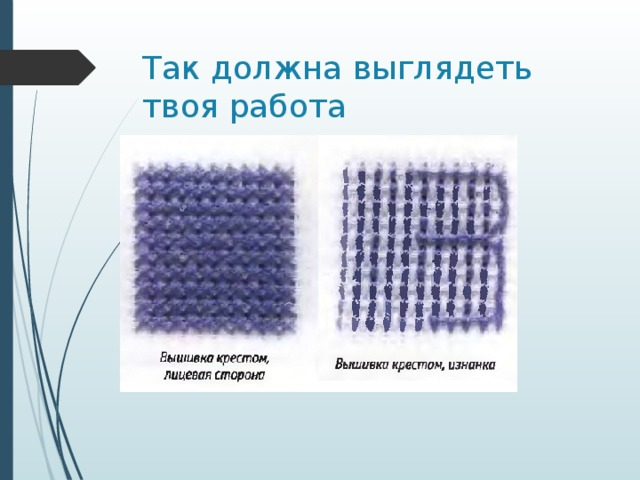 Так должна выглядеть
твоя работа
Вышивка крестом,
лицевая сторона
Вышивка крестом, изнанка